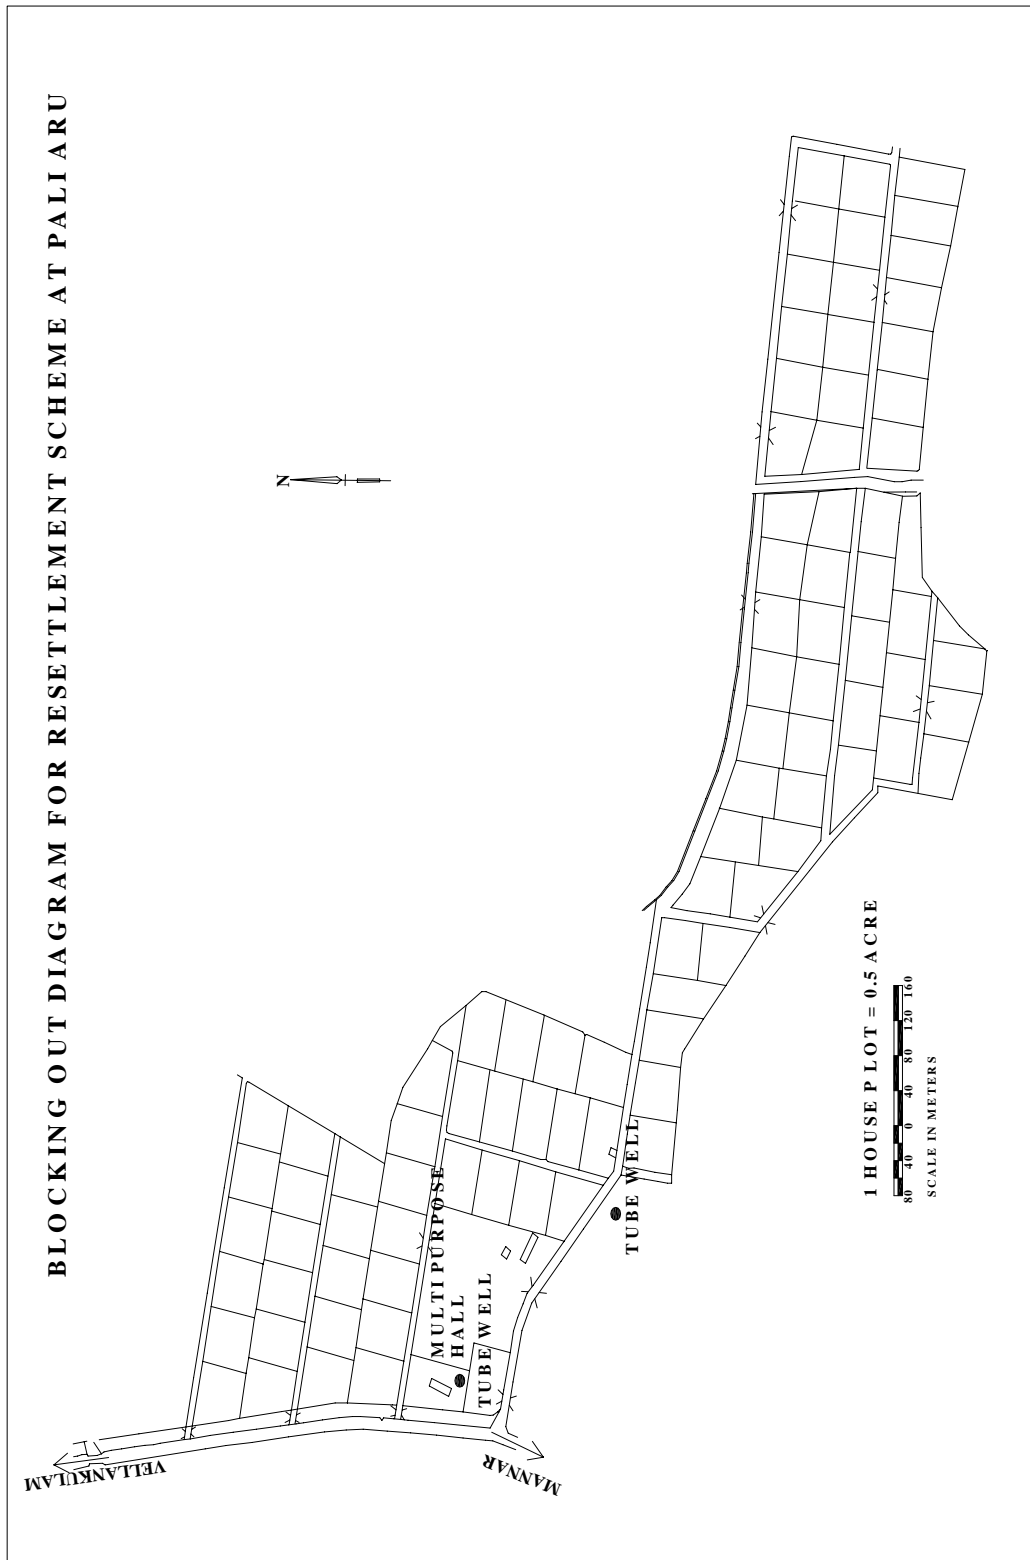 BLOCKING OUT DIAGRAM FOR RESETTLEMENT SCHEME AT PALI ARU
N
VELLANKULAM
MANNAR
MULTI PURPOSE
HALL
TUBE WELL
TUBE WELL
1 HOUSE PLOT = 0.5 ACRE
80 40 0 40 80 120 160
SCALE IN METERS